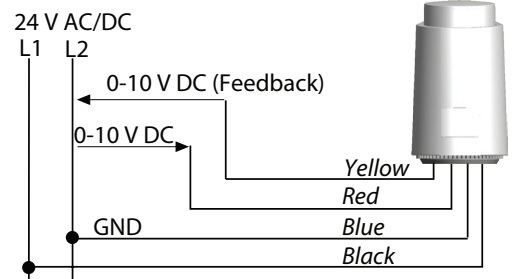 24 V AC/DC
L1 L2
0-10 V DC (Feedback)
0-10 V DC
Yellow
Red
GND Blue
Black